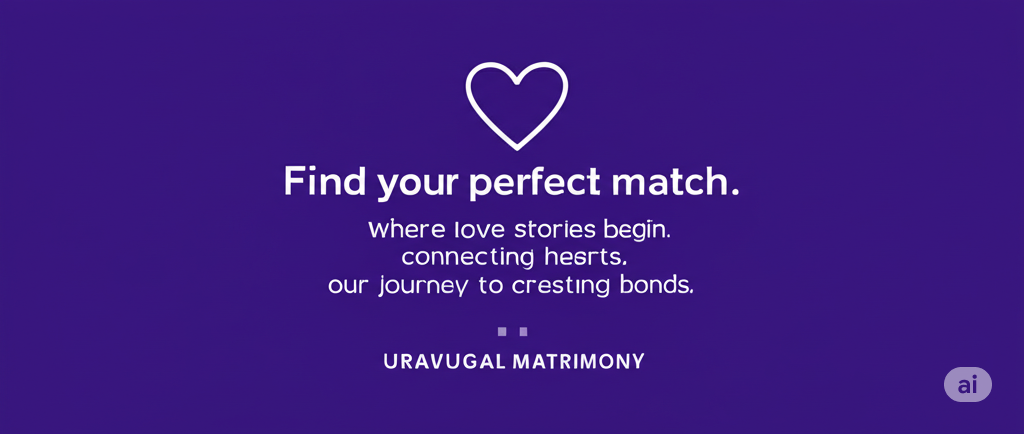 Find your perfect match.
Where love stories begin.
connecting hesrts.
our journey to cresting bonds.
URAVUGAL MATRIMONY
ai